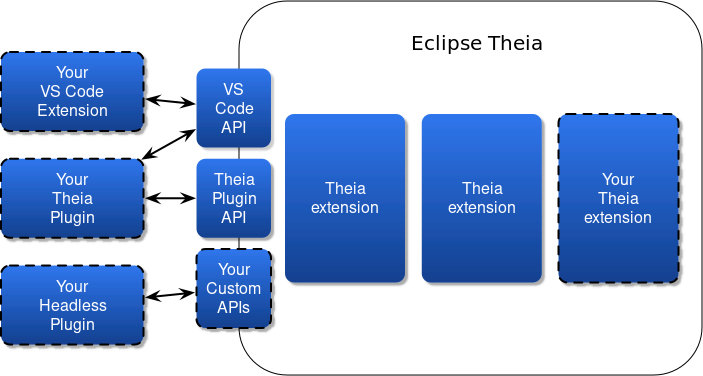 Eclipse Theia
Your
VS Code
Extension
VS
Code
API
Your
Theia
Plugin
Theia
Plugin
API
Your
Headless
Plugin
Your
Custom
APIs
Theia
extension
Theia
extension
Your
Theia
extension